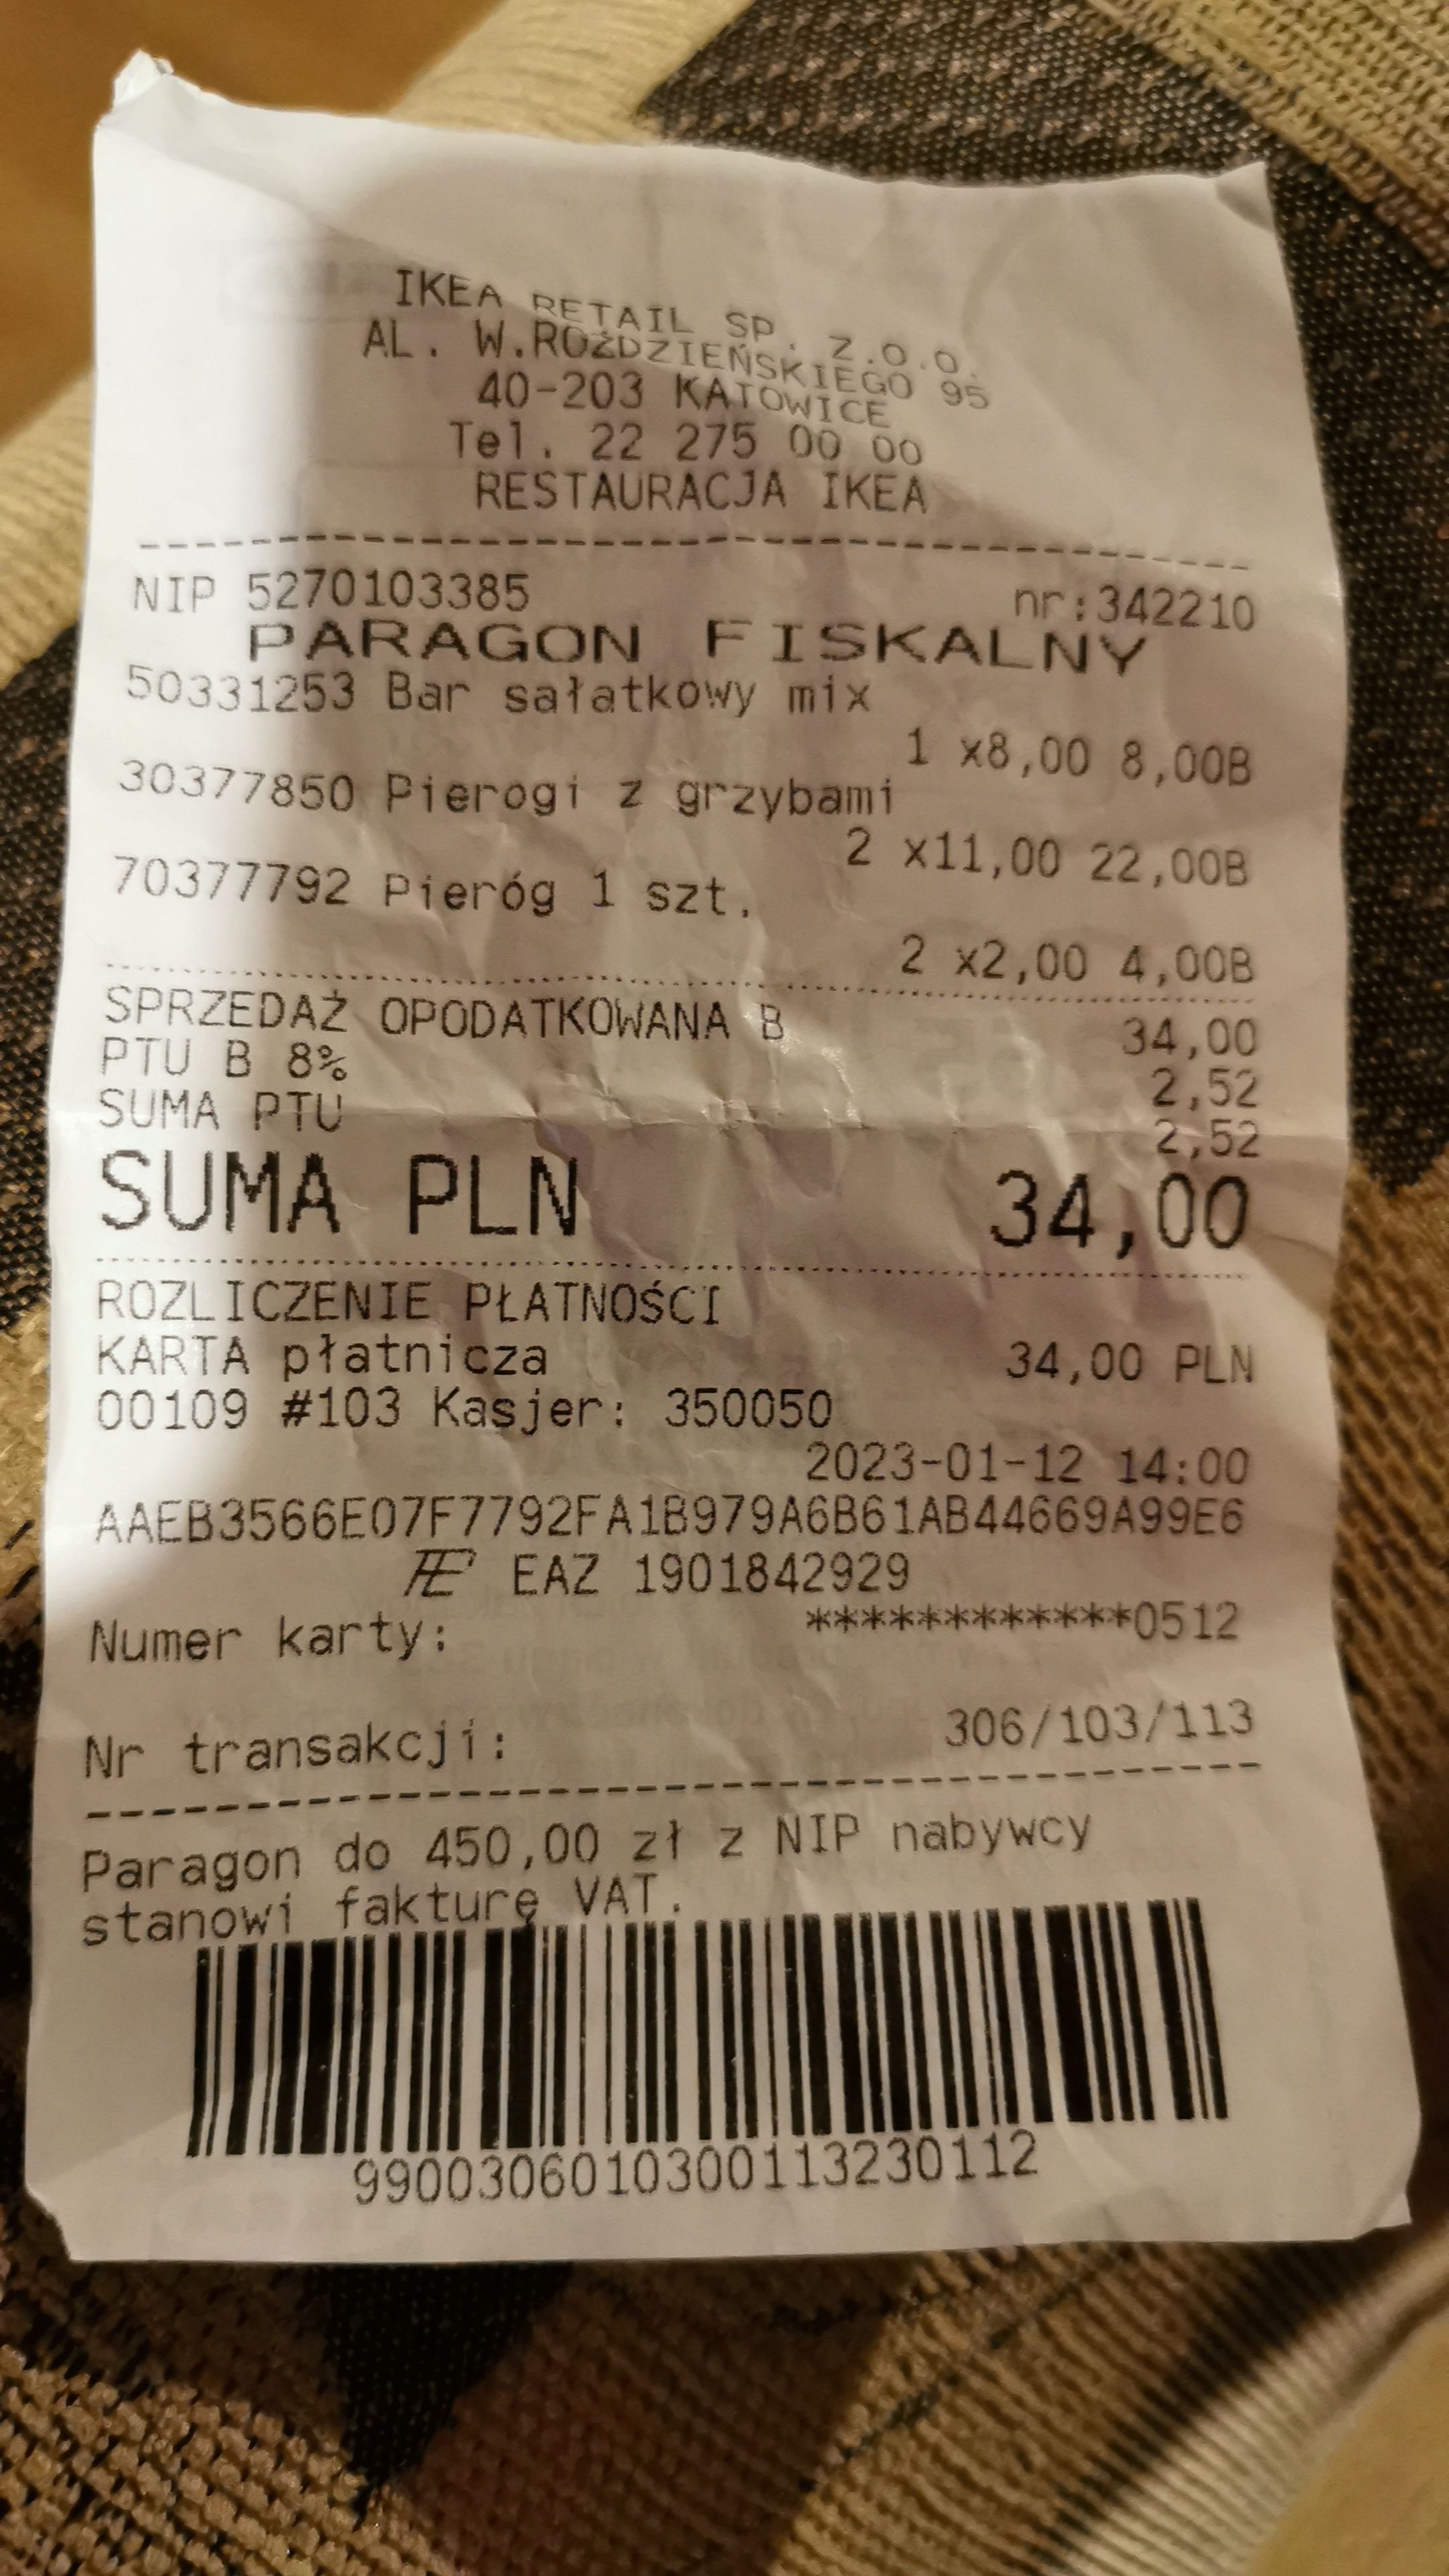 IKEA RETAIL SP. Z.O.O.
AL. W.ROŹDZIEŃSKIEGO 95
40-203 KATOWICE
Tel. 22 275 00 00
RESTAURACJA IKEA
NIP 5270103385 nr:342210
PARAGON FISKALNY
50331253 Bar sałatkowy mix
1 x8,00 8,00B
30377850 Pierogi z grzybami
2 x11,00 22,00B
70377792 Pieróg 1 szt.
2 x2,00 4,00B
SPRZEDAŻ OPODATKOWANA B 34,00
PTU B 8% 2,52
SUMA PTU 2,52
SUMA PLN 34,00
ROZLICZENIE PŁATNOŚCI
KARTA płatnicza 34,00 PLN
00109 #103 Kasjer: 350050
2023-01-12 14:00
AAEB3566E07F7792FA1B979A6B61AB44669A99E6
EAZ 1901842929
Numer karty: ************0512
Nr transakcji: 306/103/113
Paragon do 450,00 zł z NIP nabywcy
stanowi fakturę VAT.
9900306010300113230112